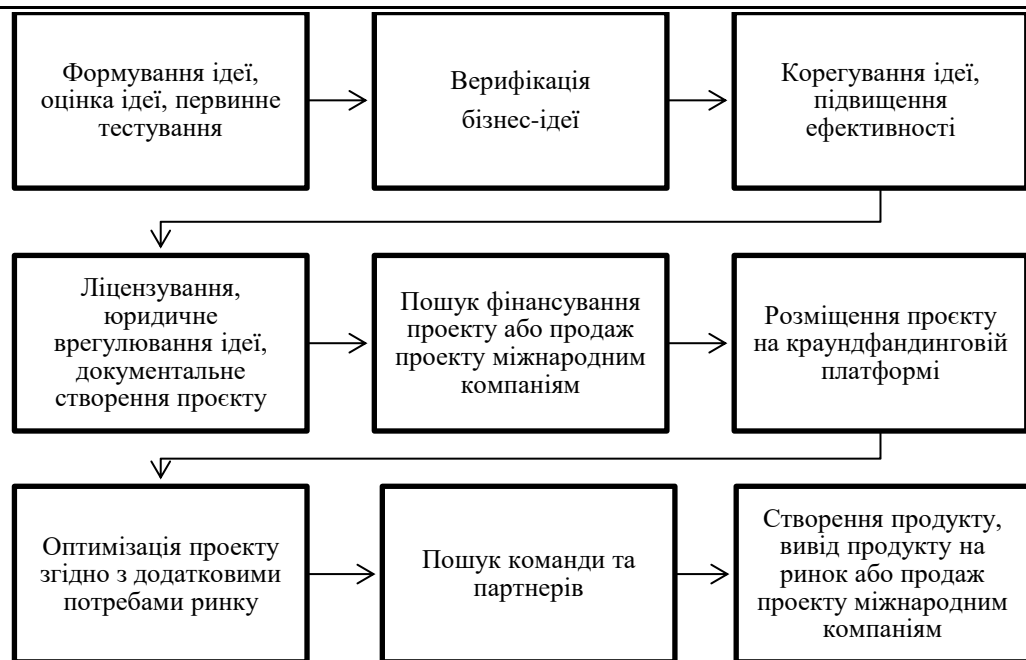 Формування ідеї,
оцінка ідеї, первинне
тестування
Верифікація
бізнес-ідеї
Корегування ідеї,
підвищення
ефективності
Ліцензування,
юридичне
врегулювання ідеї,
документальне
створення проєкту
Пошук фінансування
проекту або продаж
проекту міжнародним
компаніям
Розміщення проєкту
на краундфандинговій
платформі
Оптимізація проекту
згідно з додатковими
потребами ринку
Пошук команди та
партнерів
Створення продукту,
вивід продукту на
ринок або продаж
проекту міжнародним
компаніям